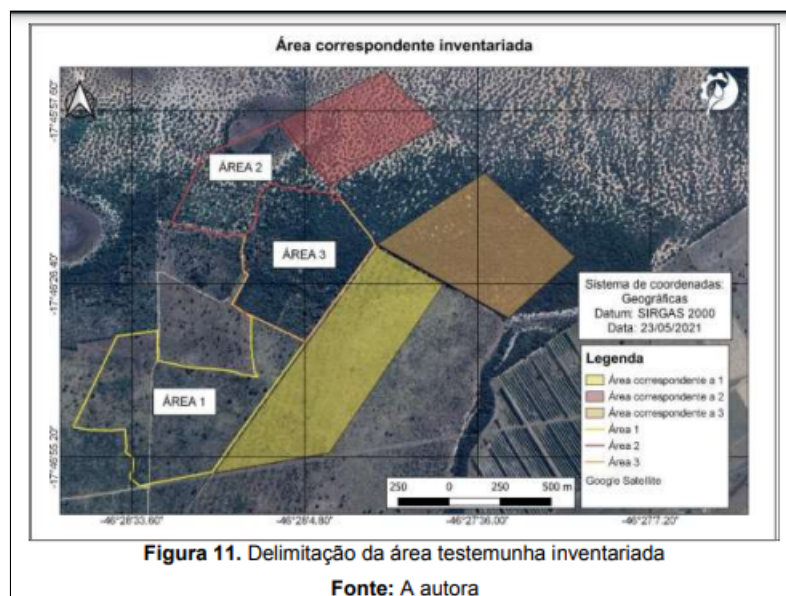 Área correspondente inventariada
-17°45'57.60"
-17°46'26.40"
-17°46'55.20"
ÁREA 2
ÁREA 3
ÁREA 1
Sistema de coordenadas:
Geográficas
Datum: SIRGAS 2000
Data: 23/05/2021
Legenda
Área correspondente a 1
Área correspondente a 2
Área correspondente a 3
Área 1
Área 2
Área 3
Google Satellite
250 0 250 500 m
-46°28'33.60"
-46°28'4.80"
-46°27'36.00"
-46°27'7.20"
Figura 11. Delimitação da área testemunha inventariada
Fonte: A autora